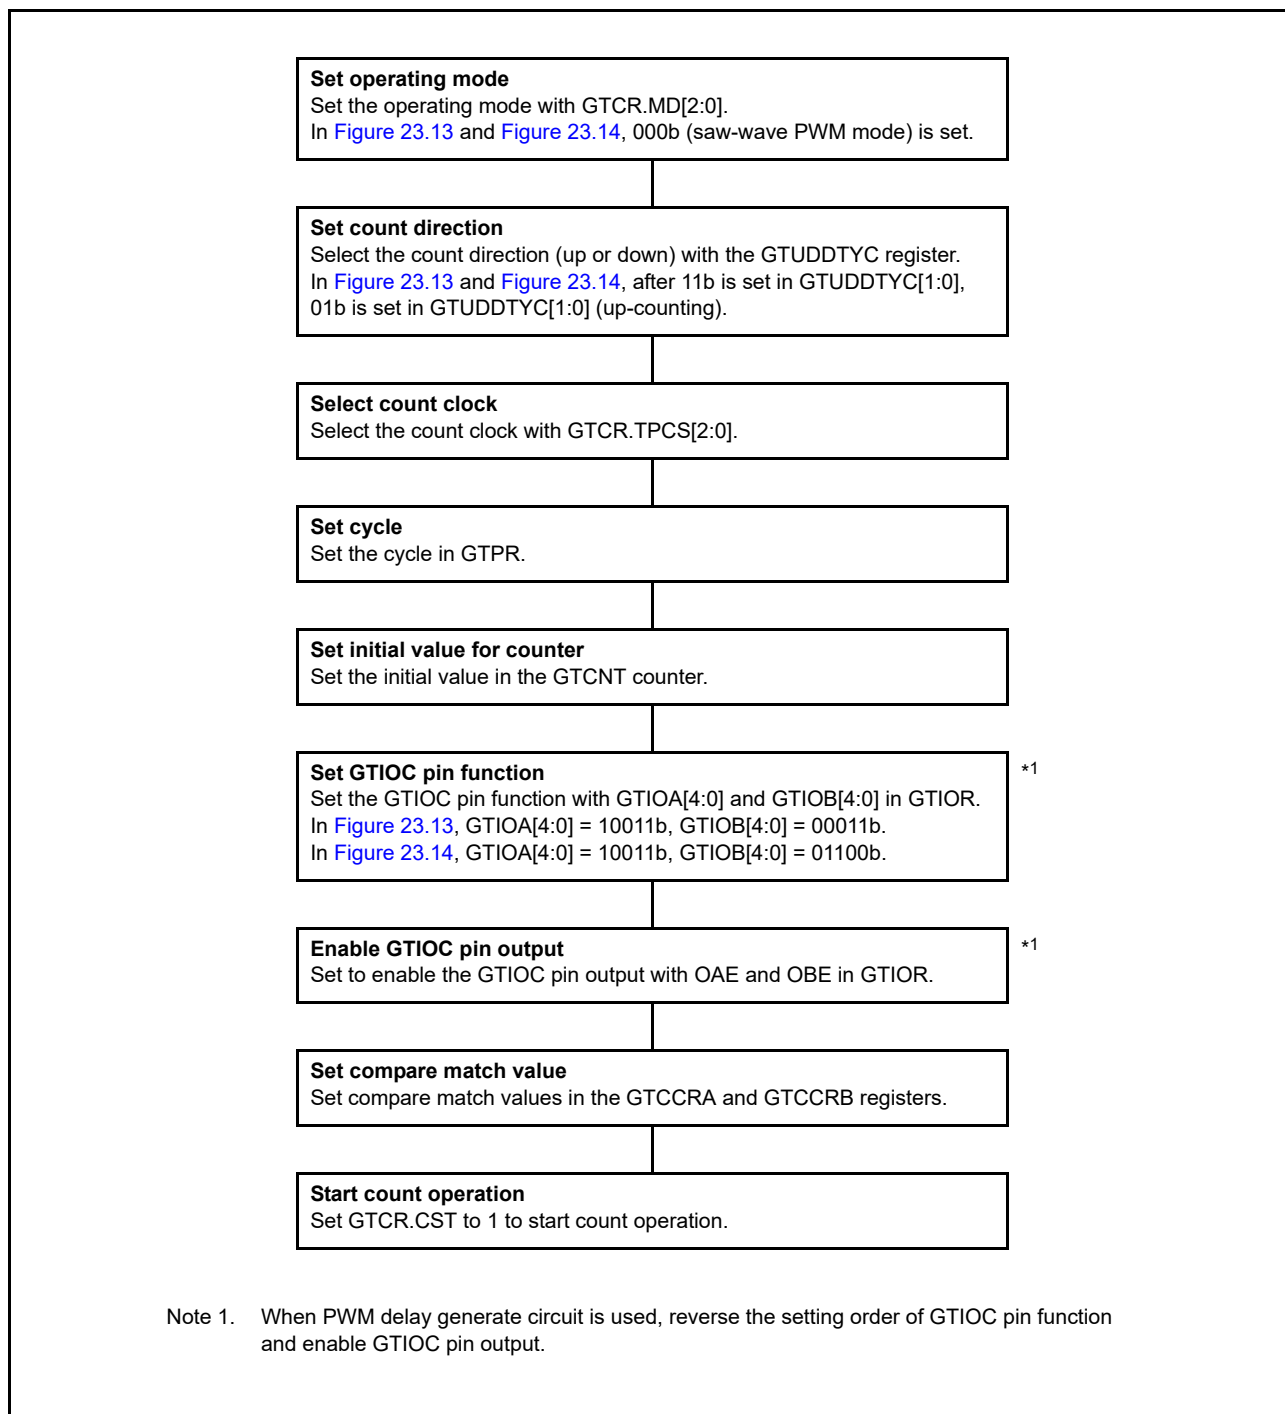 Set operating mode
Set the operating mode with GTCR.MD[2:0].
In Figure 23.13 and Figure 23.14, 000b (saw-wave PWM mode) is set.
Set count direction
Select the count direction (up or down) with the GTUDDTYC register.
In Figure 23.13 and Figure 23.14, after 11b is set in GTUDDTYC[1:0],
01b is set in GTUDDTYC[1:0] (up-counting).
Select count clock
Select the count clock with GTCR.TPCS[2:0].
Set cycle
Set the cycle in GTPR.
Set initial value for counter
Set the initial value in the GTCNT counter.
Set GTIOC pin function *1
Set the GTIOC pin function with GTIOA[4:0] and GTIOB[4:0] in GTIOR.
In Figure 23.13, GTIOA[4:0] = 10011b, GTIOB[4:0] = 00011b.
In Figure 23.14, GTIOA[4:0] = 10011b, GTIOB[4:0] = 01100b.
Enable GTIOC pin output *1
Set to enable the GTIOC pin output with OAE and OBE in GTIOR.
Set compare match value
Set compare match values in the GTCCRA and GTCCRB registers.
Start count operation
Set GTCR.CST to 1 to start count operation.
Note 1. When PWM delay generate circuit is used, reverse the setting order of GTIOC pin function
and enable GTIOC pin output.